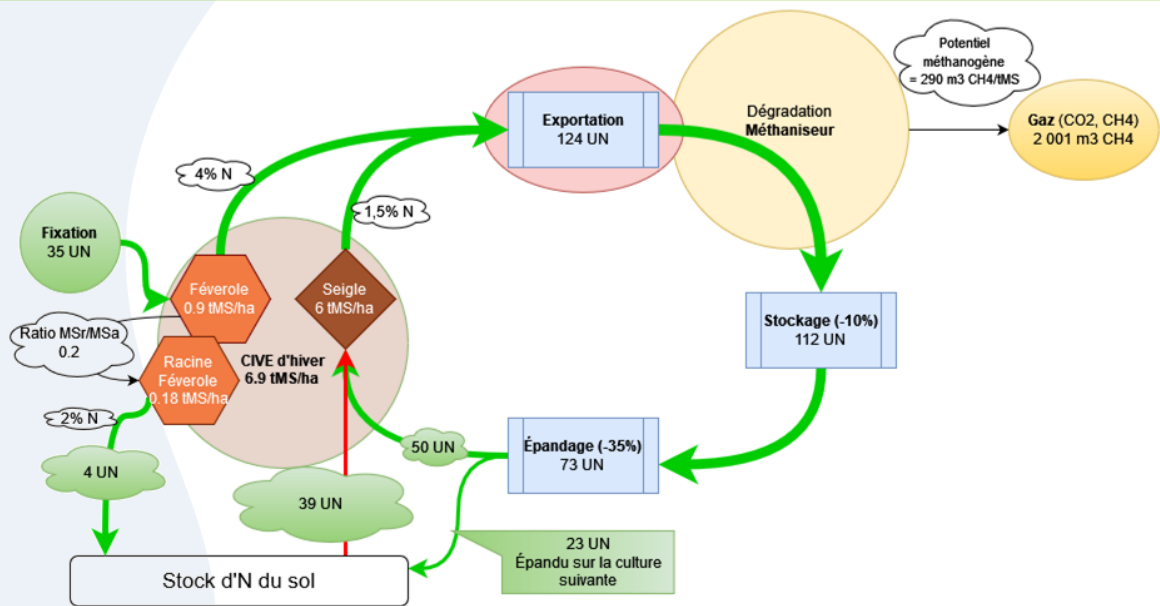 Potentiel
méthanogène
= 290 m3 CH4/tMS
Exportation
124 UN
Dégradation
Méthaniseur
Gaz (CO2, CH4)
2 001 m3 CH4
4% N
1,5% N
Fixation
35 UN
Féverole
0.9 tMS/ha
Seigle
6 tMS/ha
Ratio MSr/MSa
0.2
CIVE d'hiver
6.9 tMS/ha
Racine
Féverole
0.18 tMS/ha
Stockage (-10%)
112 UN
2% N
4 UN
50 UN
Épandage (-35%)
73 UN
39 UN
23 UN
Épandu sur la culture
suivante
Stock d'N du sol